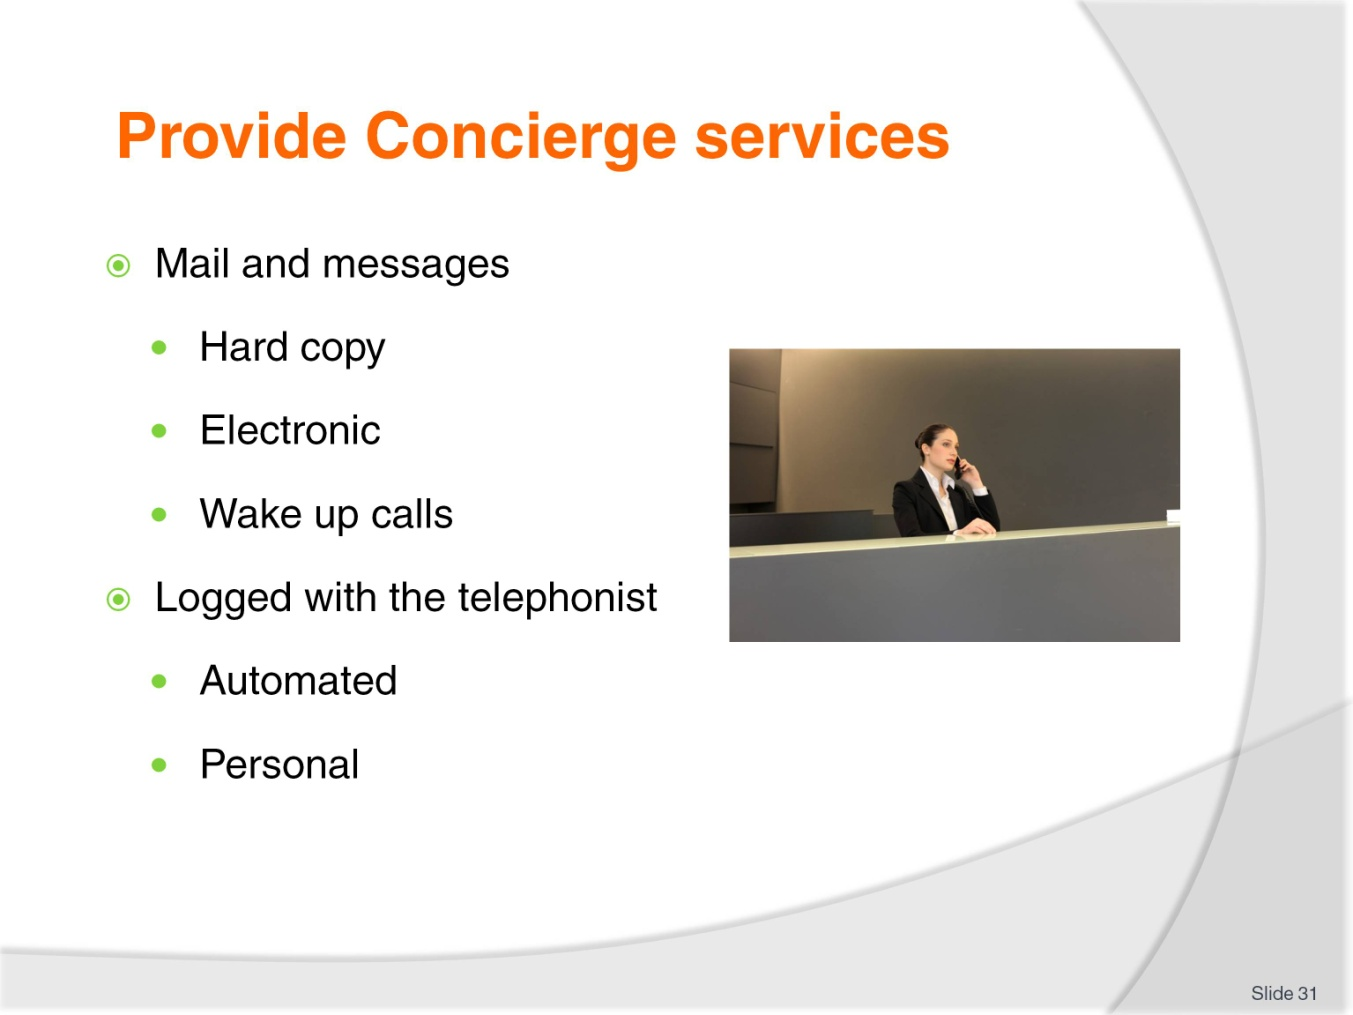 Provide Concierge services
Mail and messages
Hard copy
Electronic
Wake up calls
Logged with the telephonist
Automated
Personal
Slide 31